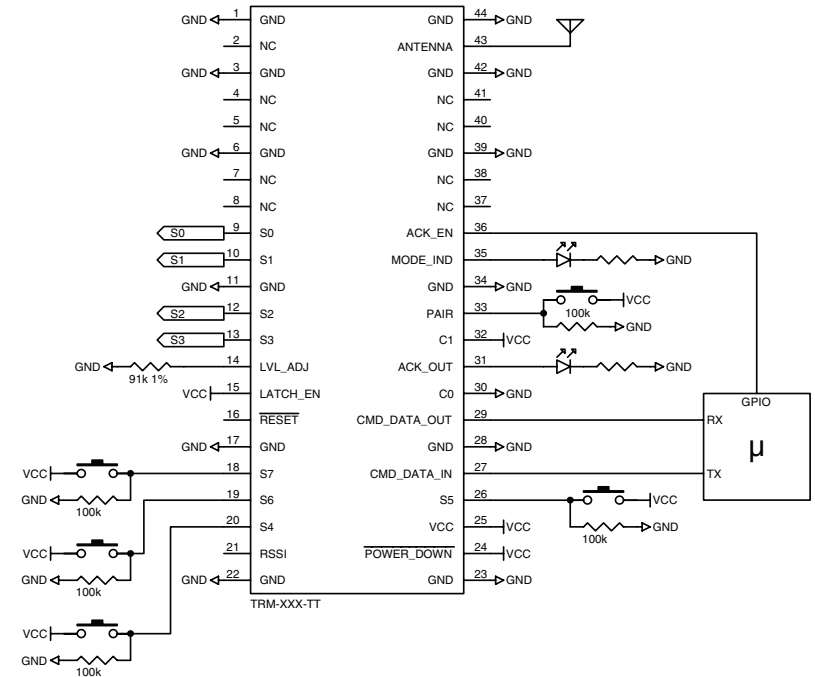 GND 1 GND GND 44 GND
2 NC ANTENNA 43
GND 3 GND GND 42 GND
4 NC NC 41
5 NC NC 40
GND 6 GND GND 39 GND
7 NC NC 38
8 NC NC 37
S0 9 S0 ACK_EN 36
S1 10 S1 MODE_IND 35 GND
11 GND GND GND 34 GND
S2 12 S2 PAIR 33 100k VCC
GND
S3 13 S3 C1 32 VCC
GND 91k 1% 14 LVL_ADJ ACK_OUT 31 GND
VCC 15 LATCH_EN C0 30 GND
GPIO
16 RESET CMD_DATA_OUT 29 RX
µ
GND 17 GND GND 28 GND
VCC 18 S7 CMD_DATA_IN 27 TX
GND 100k 19 S6 S5 26 VCC
20 S4 VCC 25 VCC 100k GND
VCC 21 RSSI POWER_DOWN 24 VCC
GND 100k GND 22 GND GND 23 GND
TRM-XXX-TT
VCC
GND
100k